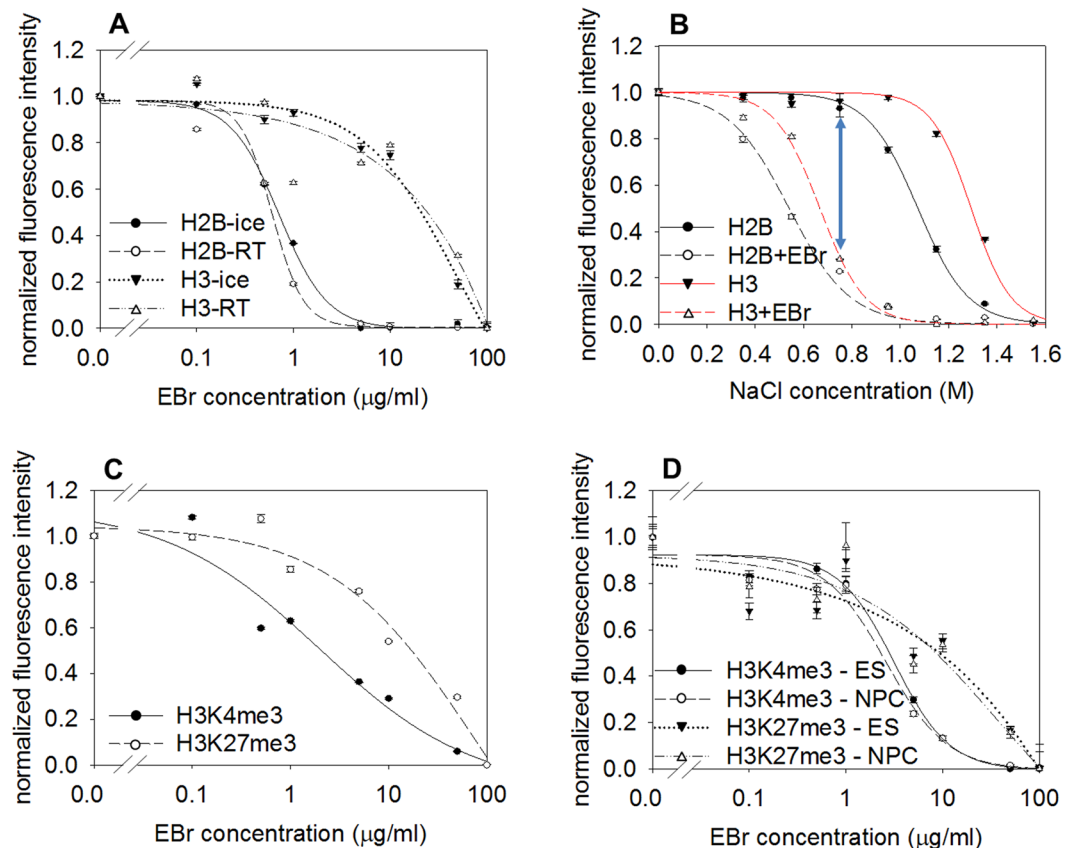 A
normalized fluorescence intensity
1.2
1.0
0.8
0.6
0.4
0.2
0.0
H2B-ice
H2B-RT
H3-ice
H3-RT
0.0 0.1 1 10 100
EBr concentration (μg/ml)
B
normalized fluorescence intensity
1.2
1.0
0.8
0.6
0.4
0.2
0.0
H2B
H2B+EBr
H3
H3+EBr
0.0 0.2 0.4 0.6 0.8 1.0 1.2 1.4 1.6
NaCl concentration (M)
C
normalized fluorescence intensity
1.2
1.0
0.8
0.6
0.4
0.2
0.0
H3K4me3
H3K27me3
0.0 0.1 1 10 100
EBr concentration (μg/ml)
D
normalized fluorescence intensity
1.2
1.0
0.8
0.6
0.4
0.2
0.0
H3K4me3 - ES
H3K4me3 - NPC
H3K27me3 - ES
H3K27me3 - NPC
0.0 0.1 1 10 100
EBr concentration (μg/ml)